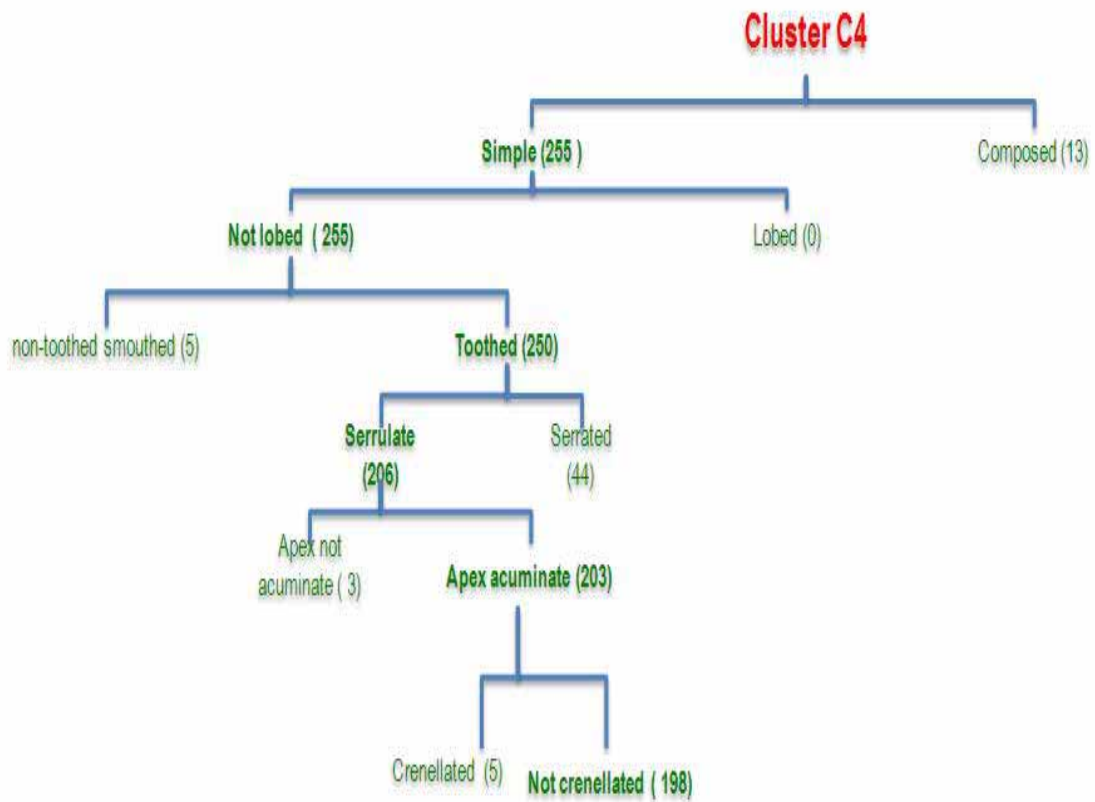 Cluster C4
Simple (255 )
Composed (13)
Not lobed ( 255)
Lobed (0)
non-toothed smouthed (5)
Toothed (250)
Serrulate
(206)
Serrated
(44)
Apex not
acuminate ( 3)
Apex acuminate (203)
Crenellated (5)
Not crenellated ( 198)